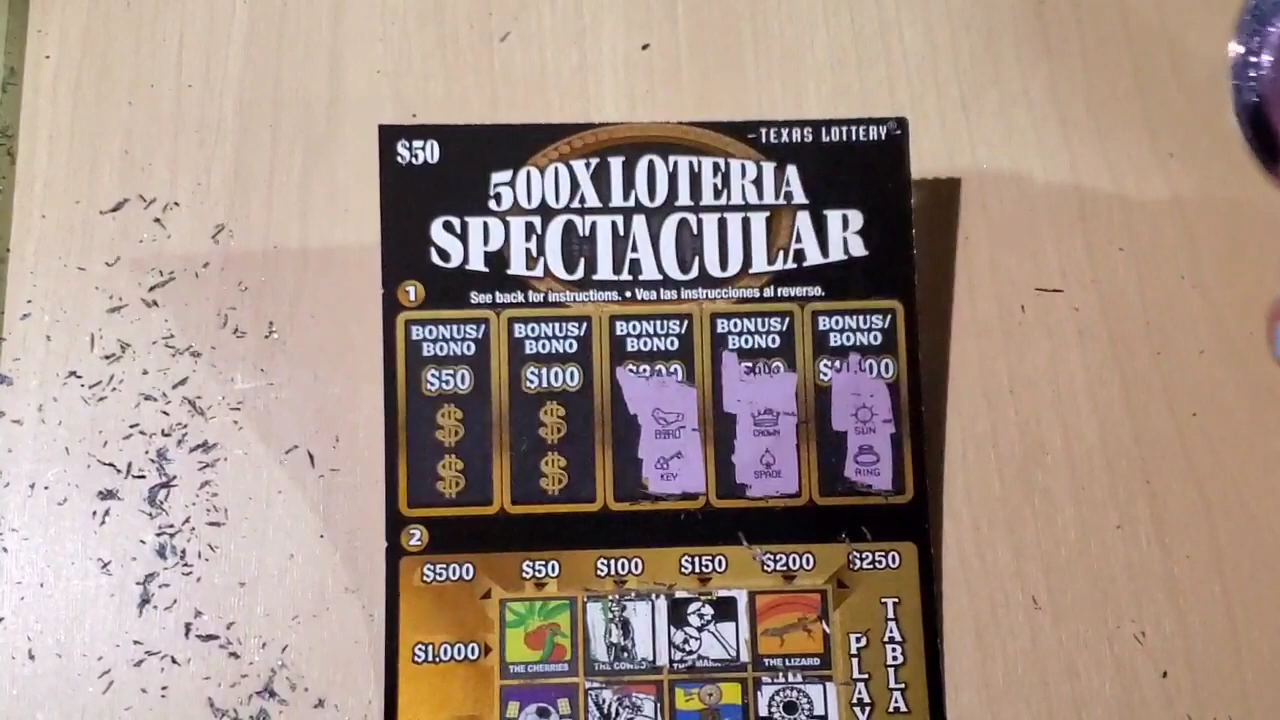 $50
-TEXAS LOTTERY®-
500X LOTERIA
SPECTACULAR
1
See back for instructions. • Vea las instrucciones al reverso.
BONUS/ BONUS/ BONUS/ BONUS/ BONUS/
BONO BONO BONO BONO BONO
$50 $100 $200
$ $ BIRD CROWN SUN
$ $ KEY SPADE RING
2
$500 $50 $100 $150 $200 $250
$1,000
THE CHERRIES THE THE LIZARD
TABLA
PLAY